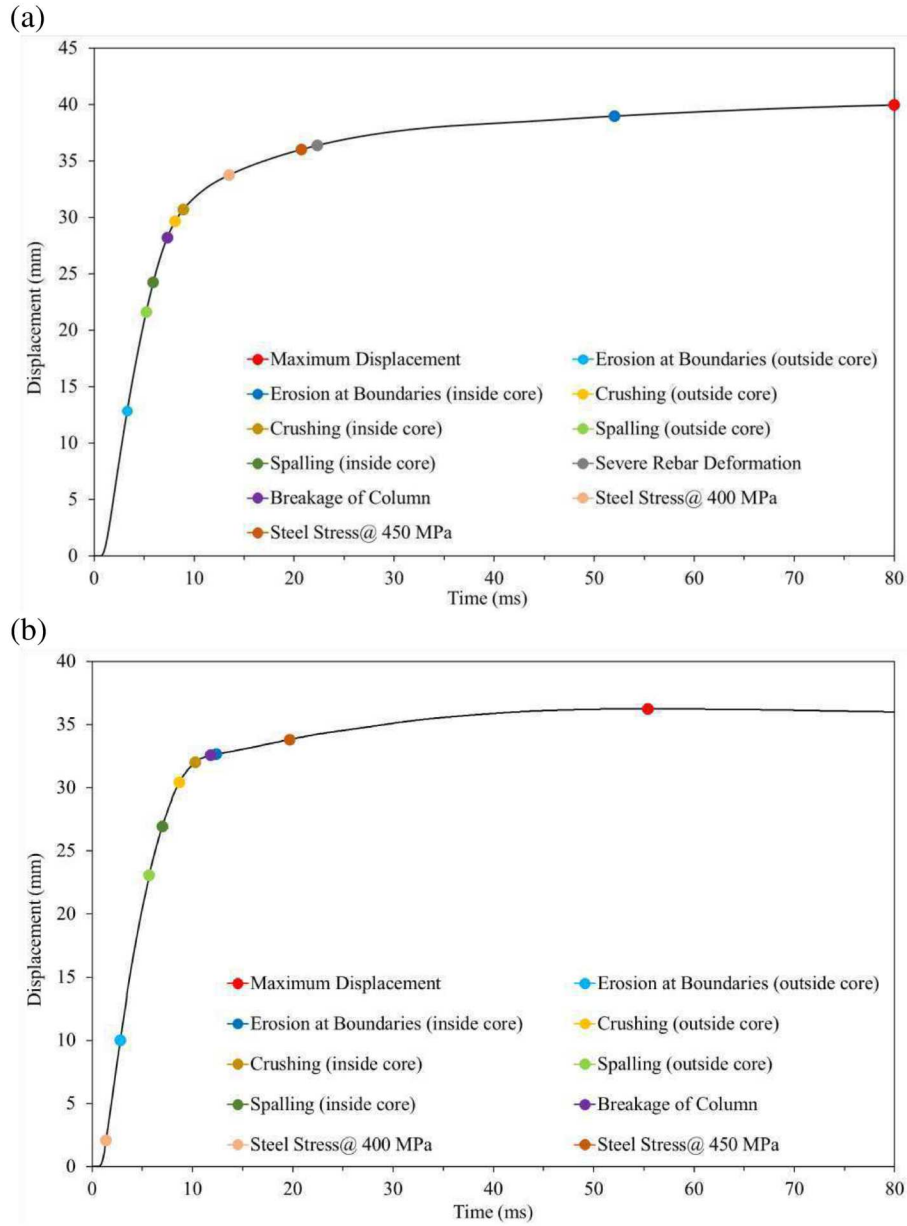 (a)
45
40
35
30
25
20
15
10
5
0
Displacement (mm)
Maximum Displacement
Erosion at Boundaries (outside core)
Erosion at Boundaries (inside core)
Crushing (outside core)
Crushing (inside core)
Spalling (outside core)
Spalling (inside core)
Severe Rebar Deformation
Breakage of Column
Steel Stress@ 400 MPa
Steel Stress@ 450 MPa
0 10 20 30 40 50 60 70 80
Time (ms)
(b)
40
35
30
25
20
15
10
5
0
Displacement (mm)
Maximum Displacement
Erosion at Boundaries (outside core)
Erosion at Boundaries (inside core)
Crushing (outside core)
Crushing (inside core)
Spalling (outside core)
Spalling (inside core)
Breakage of Column
Steel Stress@ 400 MPa
Steel Stress@ 450 MPa
0 10 20 30 40 50 60 70 80
Time (ms)